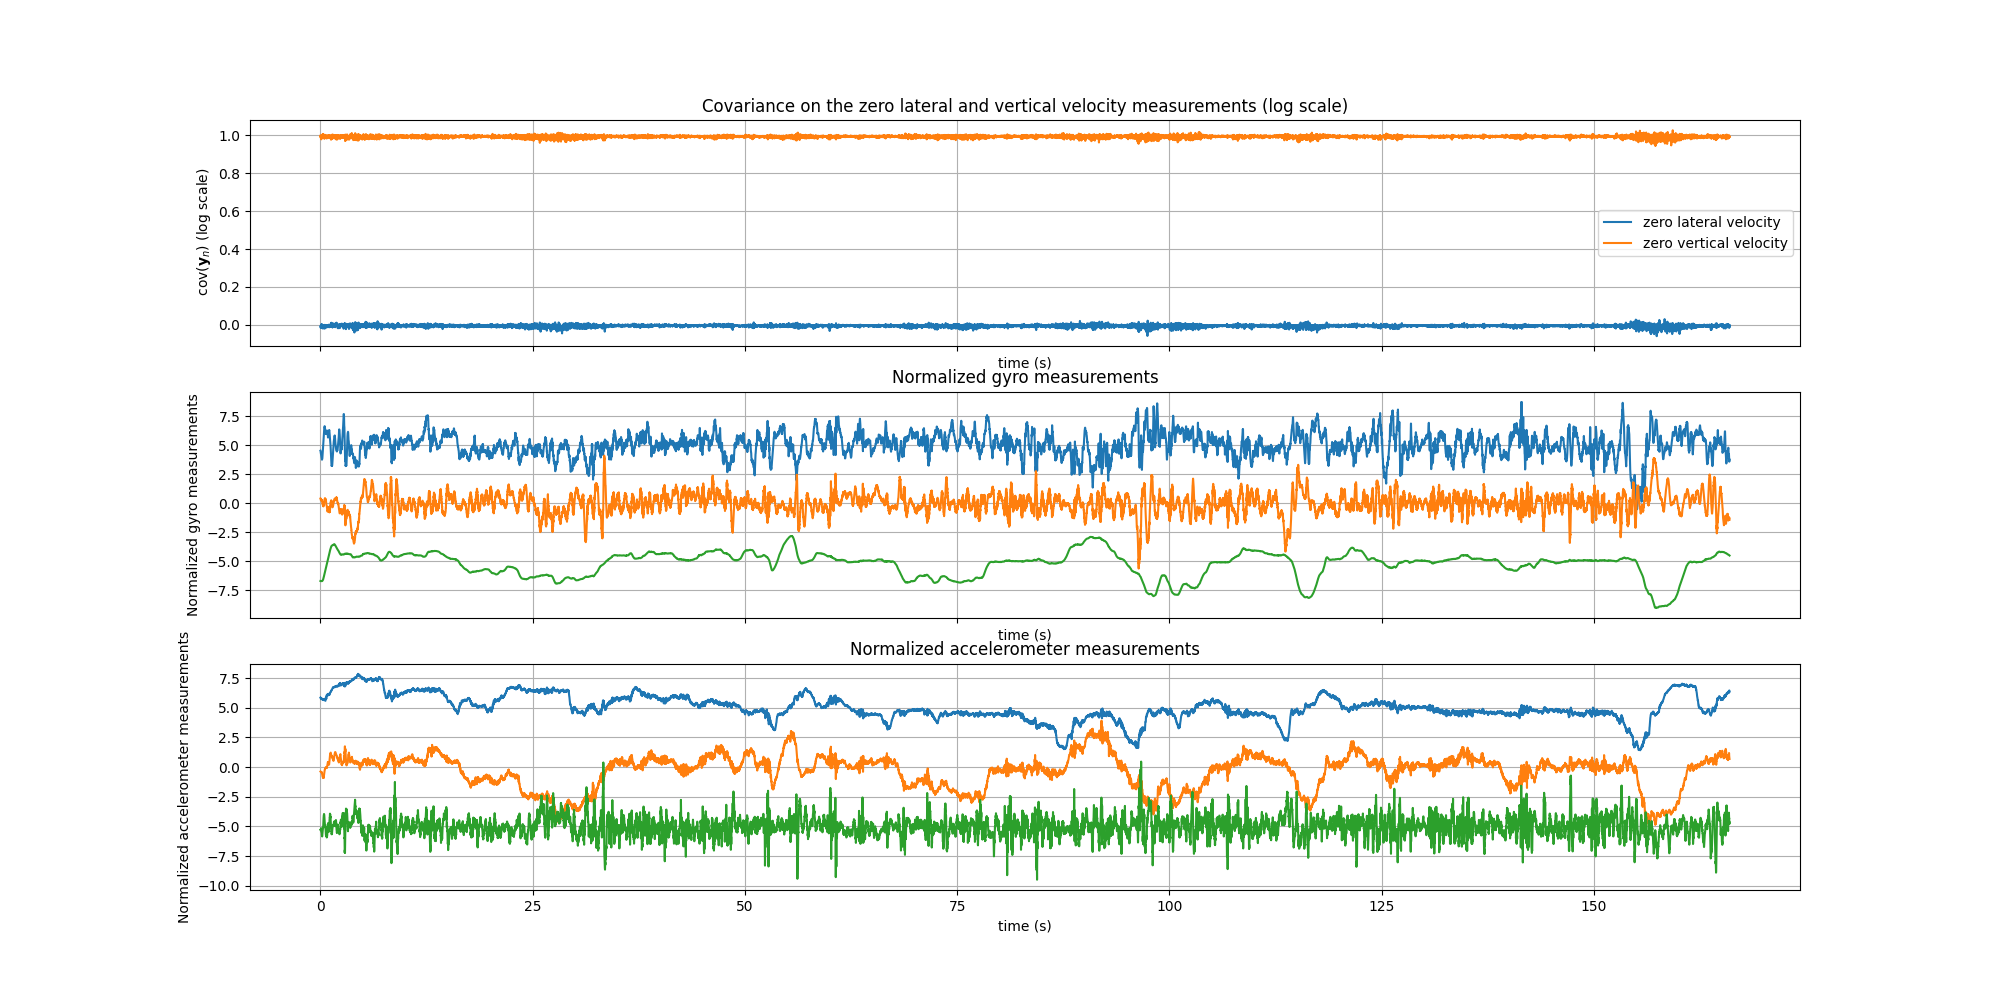 Covariance on the zero lateral and vertical velocity measurements (log scale)
cov(yₙ) (log scale)
1.0
0.8
0.6
0.4
0.2
0.0
zero lateral velocity
zero vertical velocity
time (s)
Normalized gyro measurements
Normalized gyro measurements
7.5
5.0
2.5
0.0
−2.5
−5.0
−7.5
time (s)
Normalized accelerometer measurements
Normalized accelerometer measurements
7.5
5.0
2.5
0.0
−2.5
−5.0
−7.5
−10.0
0 25 50 75 100 125 150
time (s)